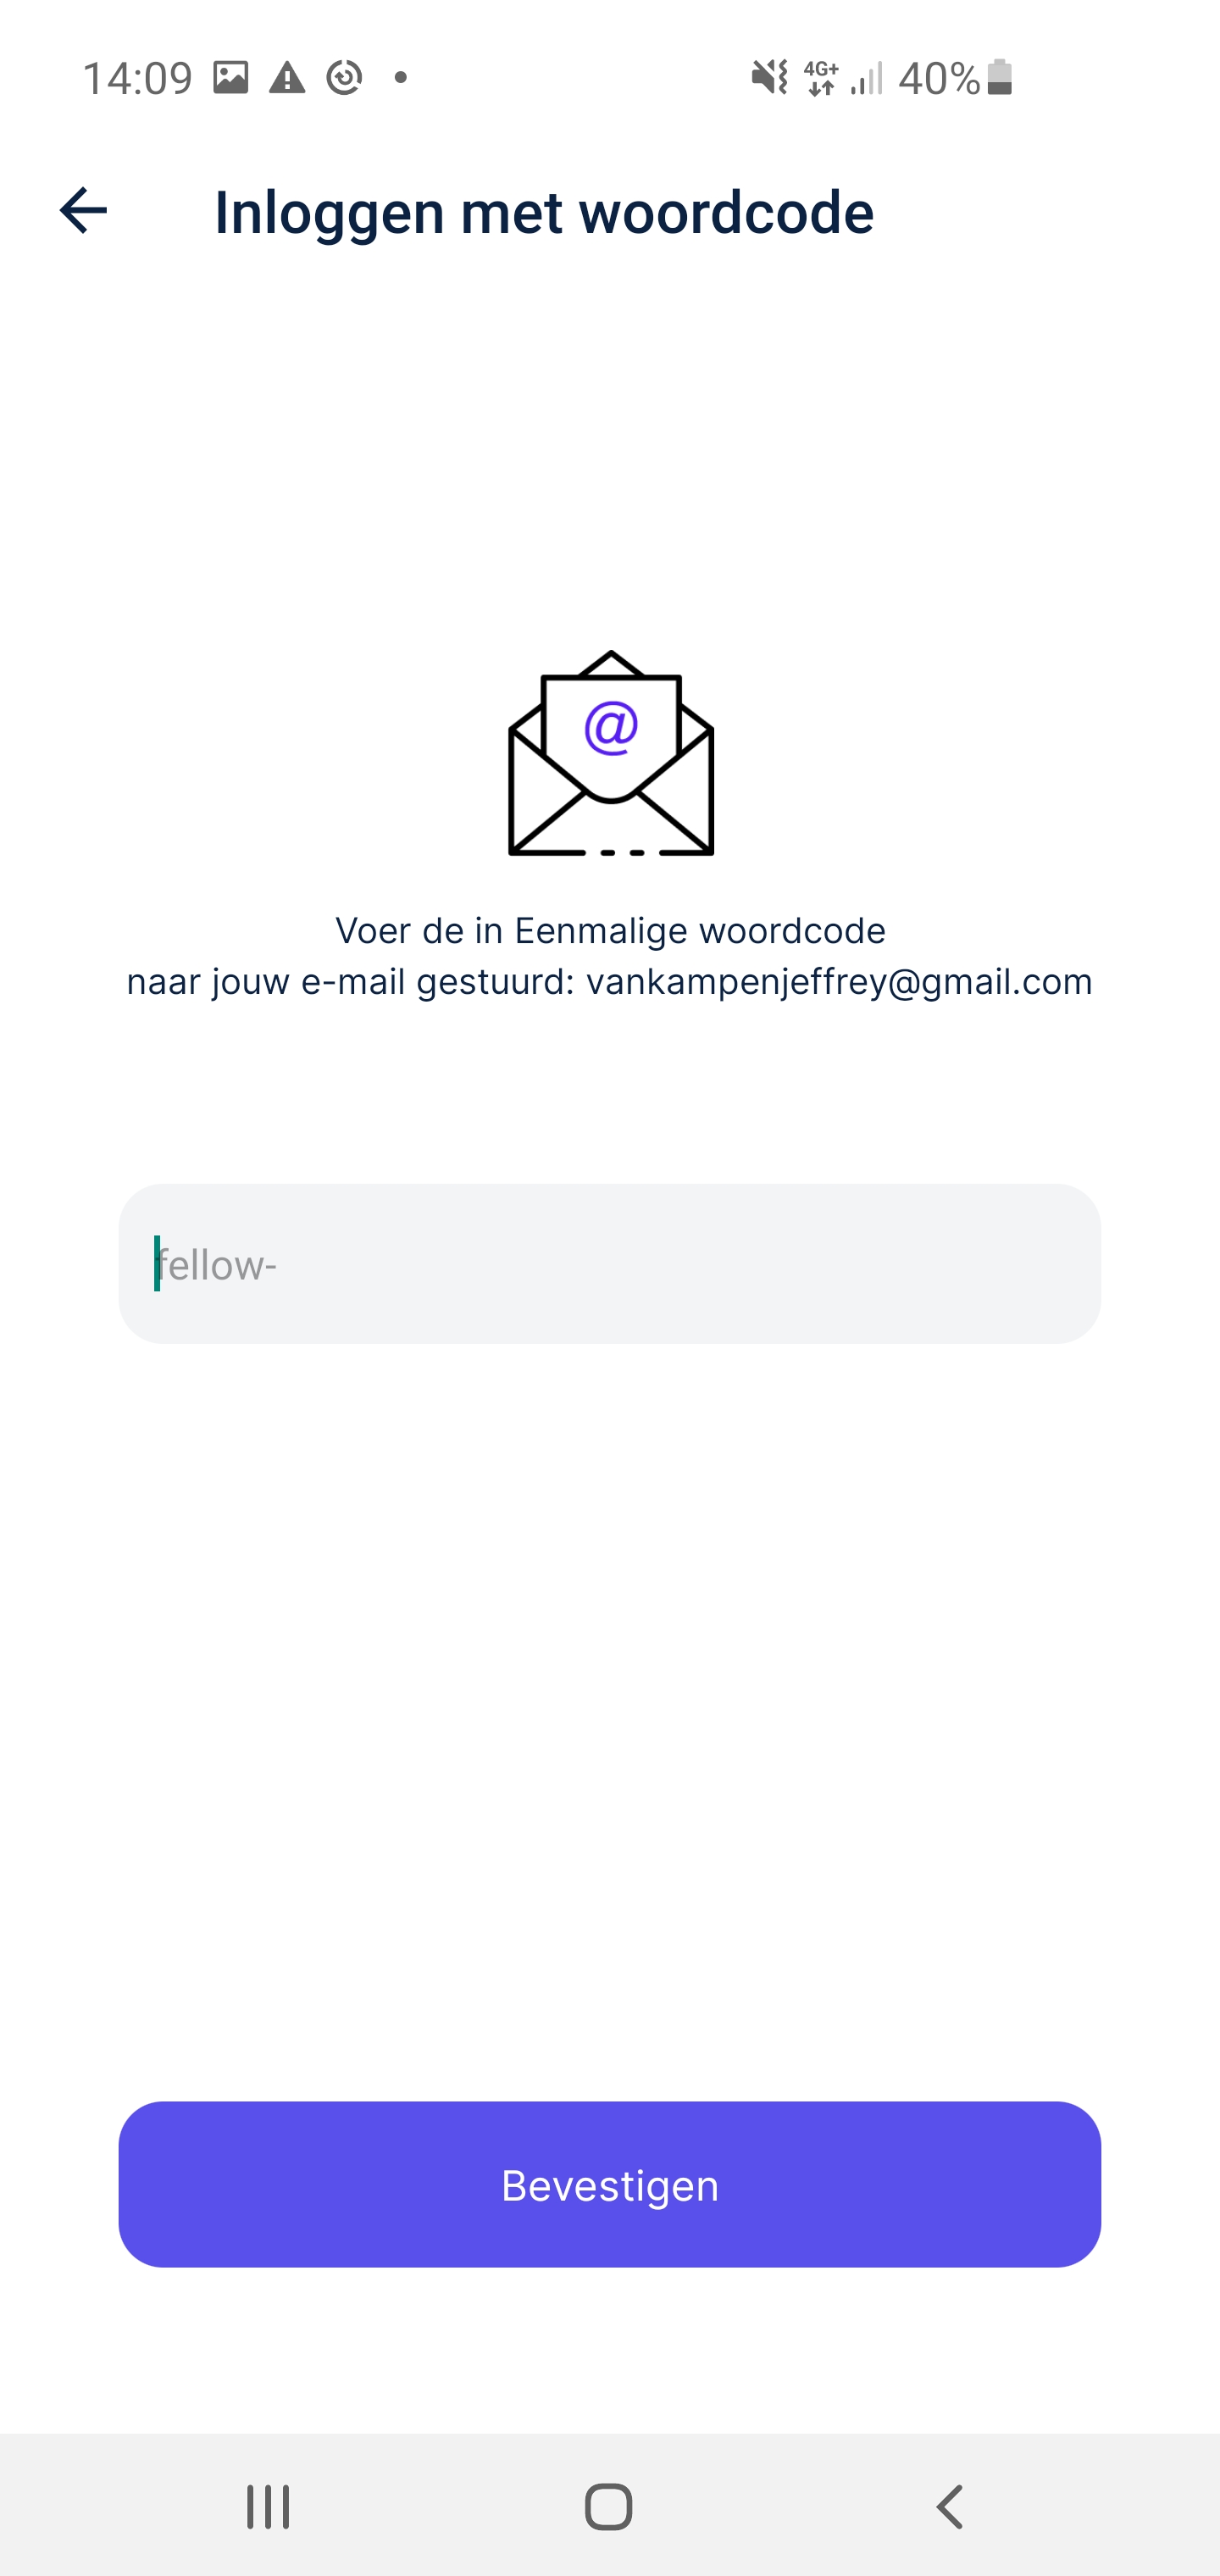 14:09
4G+ 40%
Inloggen met woordcode
@
Voer de in Eenmalige woordcode
naar jouw e-mail gestuurd: vankampenjeffrey@gmail.com
fellow-
Bevestigen